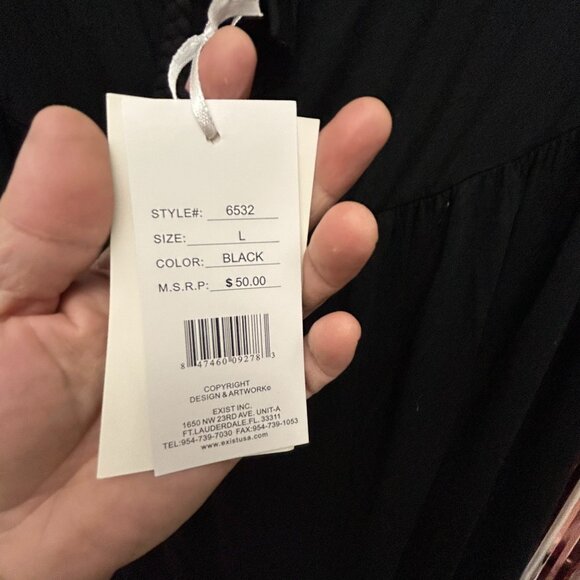 STYLE#: 6532
SIZE: L
COLOR: BLACK
M.S.R.P: $50.00
8 47460 09278 3
COPYRIGHT
DESIGN & ARTWORK©
EXIST INC.
1650 NW 23RD AVE. UNIT-A
FT.LAUDERDALE.FL. 33311
TEL:954-739-7030 FAX:954-739-1053
www.existusa.com